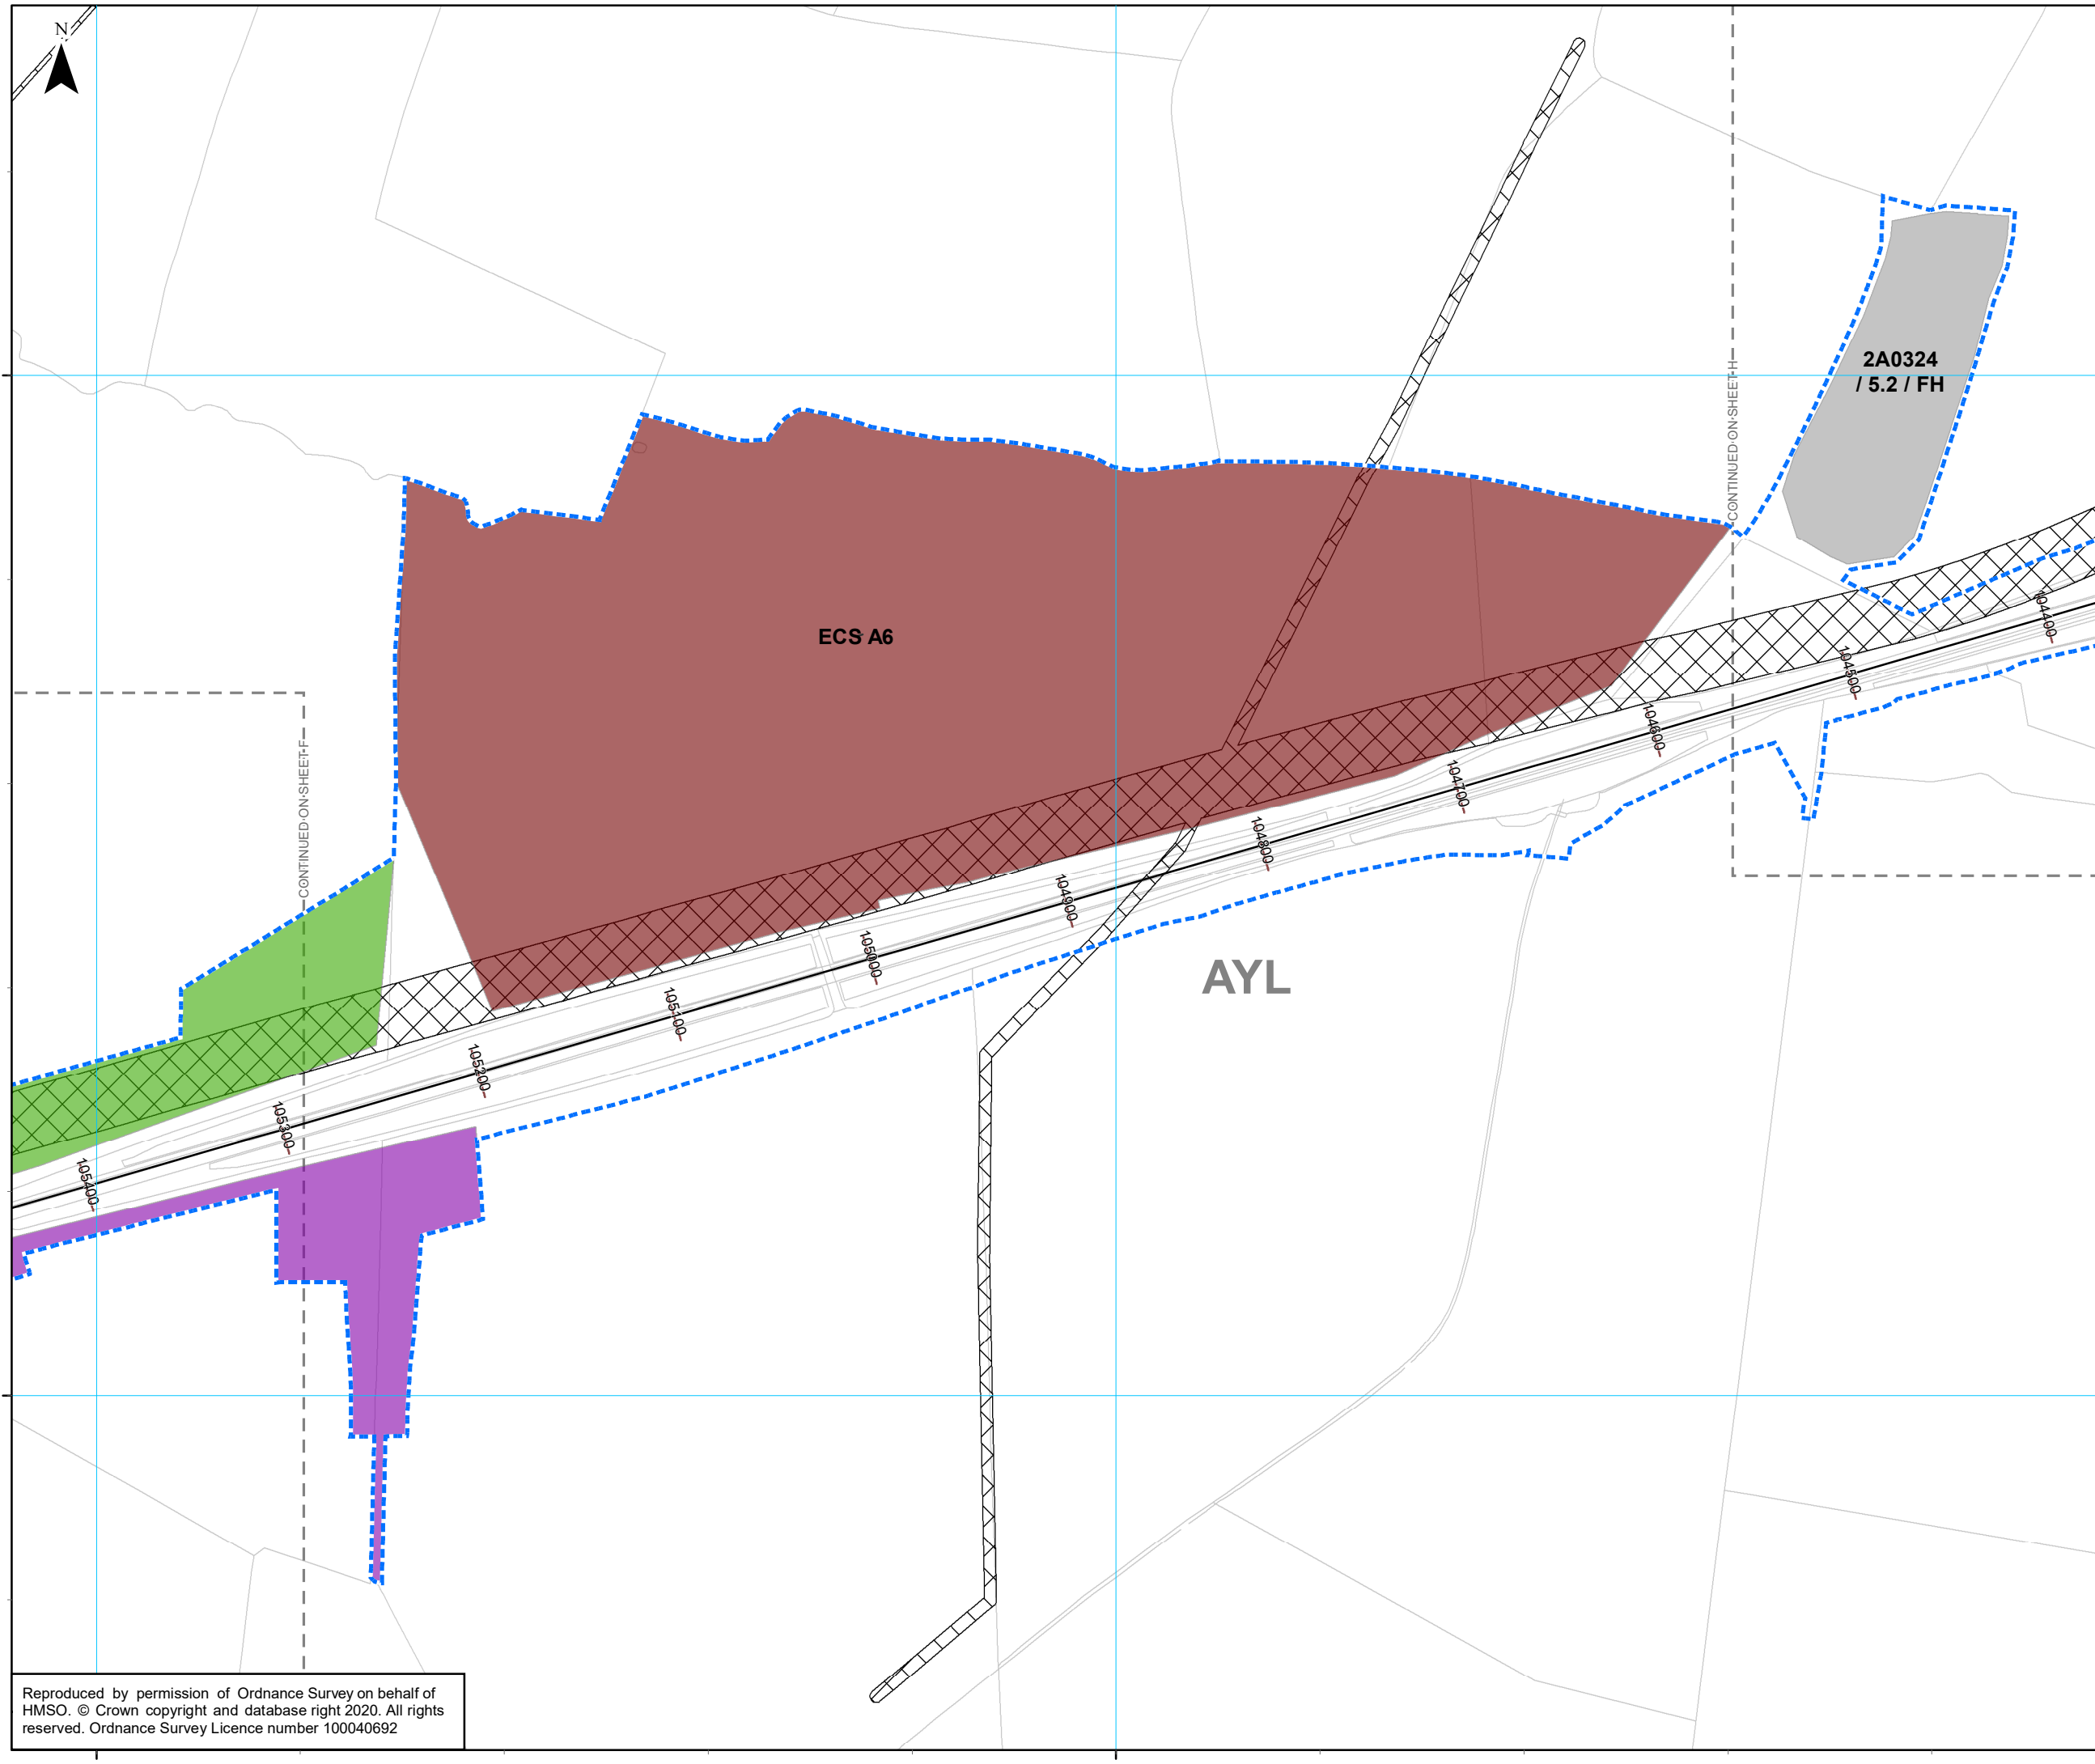 N
CONTINUED ON SHEET H
2A0324
/ 5.2 / FH
ECS A6
104400
104500
104600
104700
CONTINUED ON SHEET F
104800
104900
105000
AYL
105100
105200
105300
105400
Reproduced by permission of Ordnance Survey on behalf of
HMSO. © Crown copyright and database right 2020. All rights
reserved. Ordnance Survey Licence number 100040692